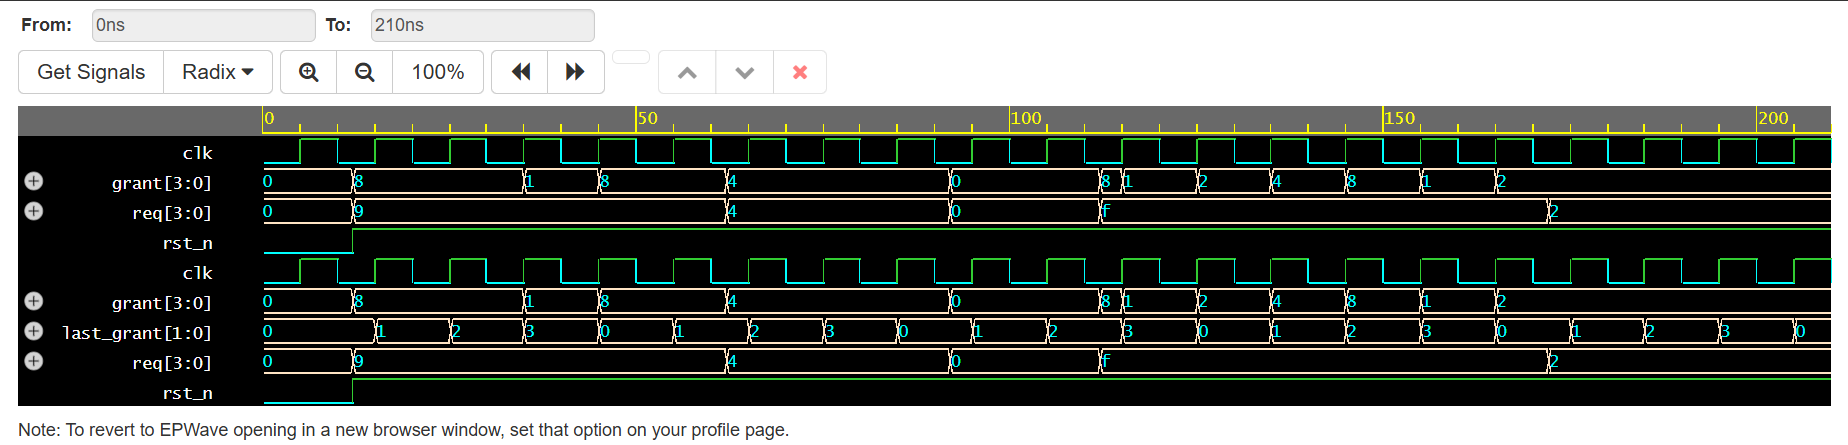 From: 0ns To: 210ns
Get Signals Radix 100%
0 50 100 150 200
clk
grant[3:0] 0 8 1 8 4 0 8 1 2 4 8 1 2
req[3:0] 0 9 4 0 f 2
rst_n
clk
grant[3:0] 0 8 1 8 4 0 8 1 2 4 8 1 2
last_grant[1:0] 0 1 2 3 0 1 2 3 0 1 2 3 0 1 2 3 0 1 2 3 0
req[3:0] 0 9 4 0 f 2
rst_n
Note: To revert to EPWave opening in a new browser window, set that option on your profile page.